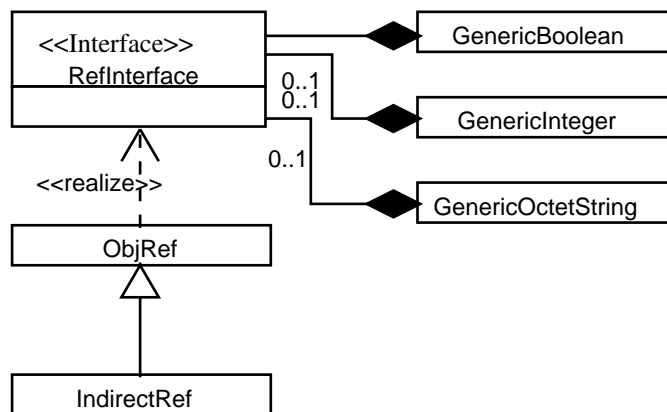 <<Interface>>
RefInterface
GenericBoolean
0..1
0..1
GenericInteger
0..1
<<realize>>
GenericOctetString
ObjRef
IndirectRef